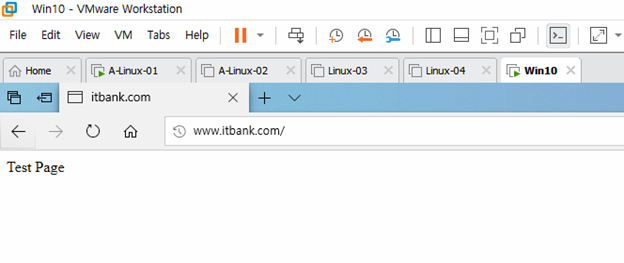 Win10 - VMware Workstation
File Edit View VM Tabs Help
Home A-Linux-01 A-Linux-02 Linux-03 Linux-04 Win10
itbank.com
www.itbank.com/
Test Page